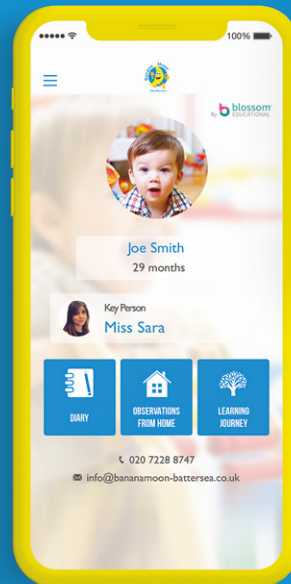 100%
By blossom
EDUCATIONAL
Joe Smith
29 months
Key Person
Miss Sara
DIARY
OBSERVATIONS
FROM HOME
LEARNING
JOURNEY
020 7228 8747
info@bananamoon-battersea.co.uk